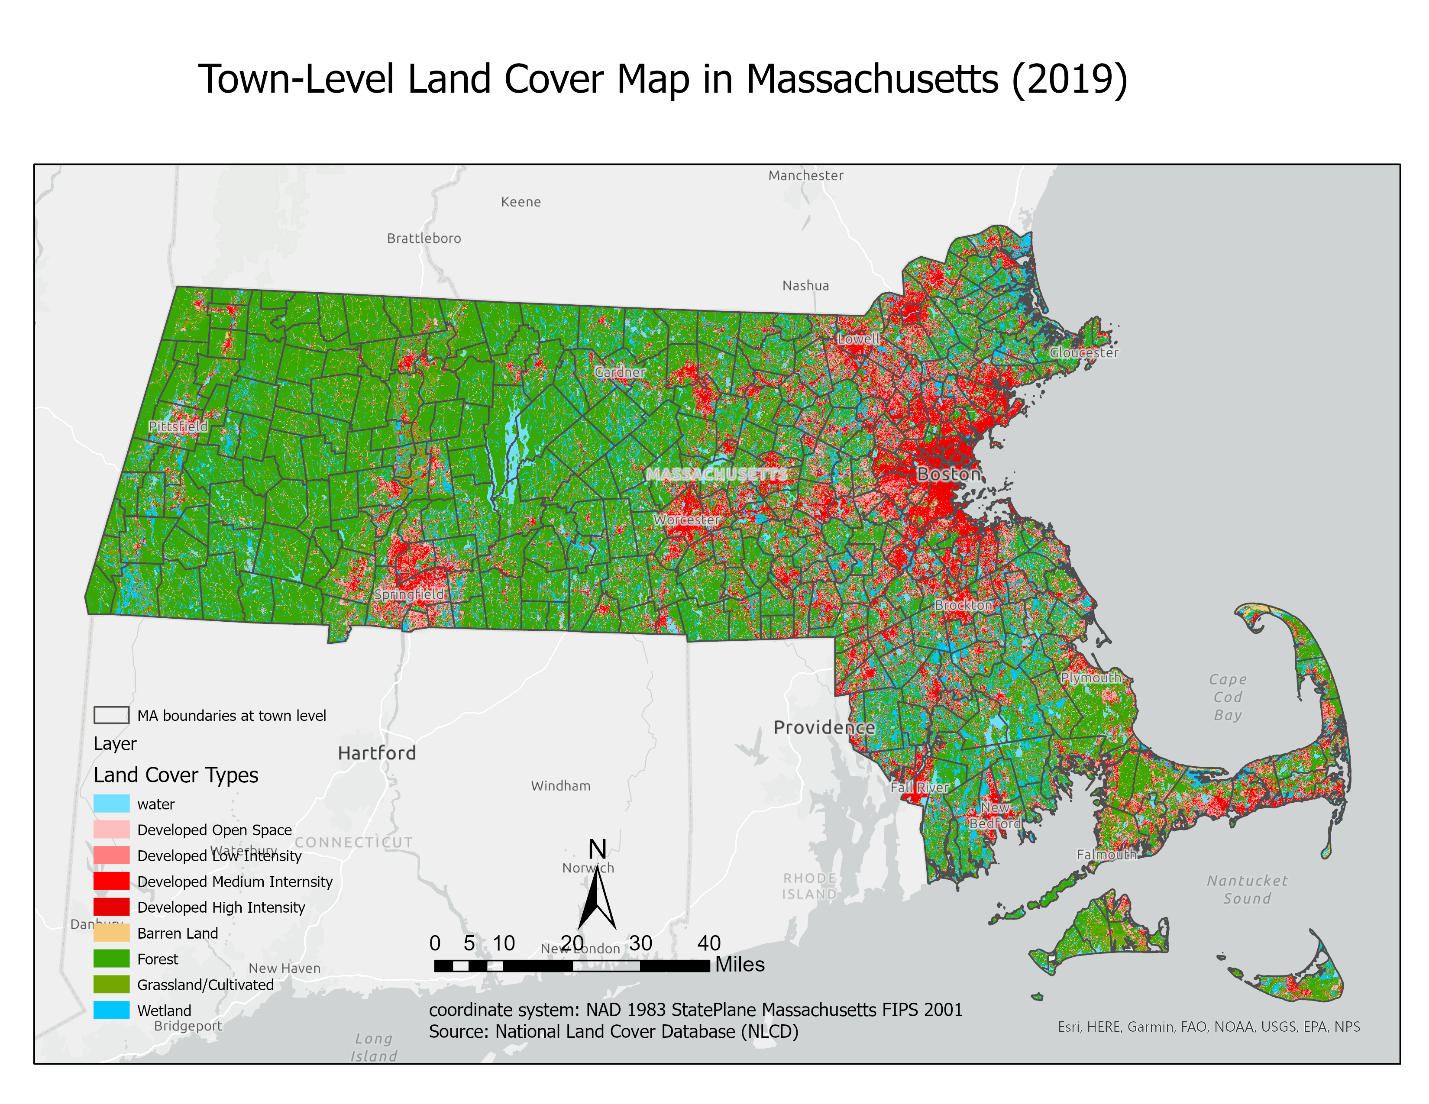 Town-Level Land Cover Map in Massachusetts (2019)
Manchester
Keene
Brattleboro
Nashua
Lowell
Gloucester
Gardner
Pittsfield
MASSACHUSETTS
Boston
Worcester
Springfield
Brockton
Plymouth
Cape
Cod
Bay
MA boundaries at town level
Layer
Land Cover Types
water
Developed Open Space
Developed Low Intensity
Developed Medium Internsity
Developed High Intensity
Barren Land
Forest
Grassland/Cultivated
Wetland
Providence
Hartford
Windham
Fall River
New
Bedford
Waterbury
CONNECTICUT
Falmouth
N
Norwich
RHODE
ISLAND
Nantucket
Sound
Danbury
0 5 10 20 30 40
New London
Miles
New Haven
Bridgeport
coordinate system: NAD 1983 StatePlane Massachusetts FIPS 2001
Source: National Land Cover Database (NLCD)
Esri, HERE, Garmin, FAO, NOAA, USGS, EPA, NPS
Long
Island